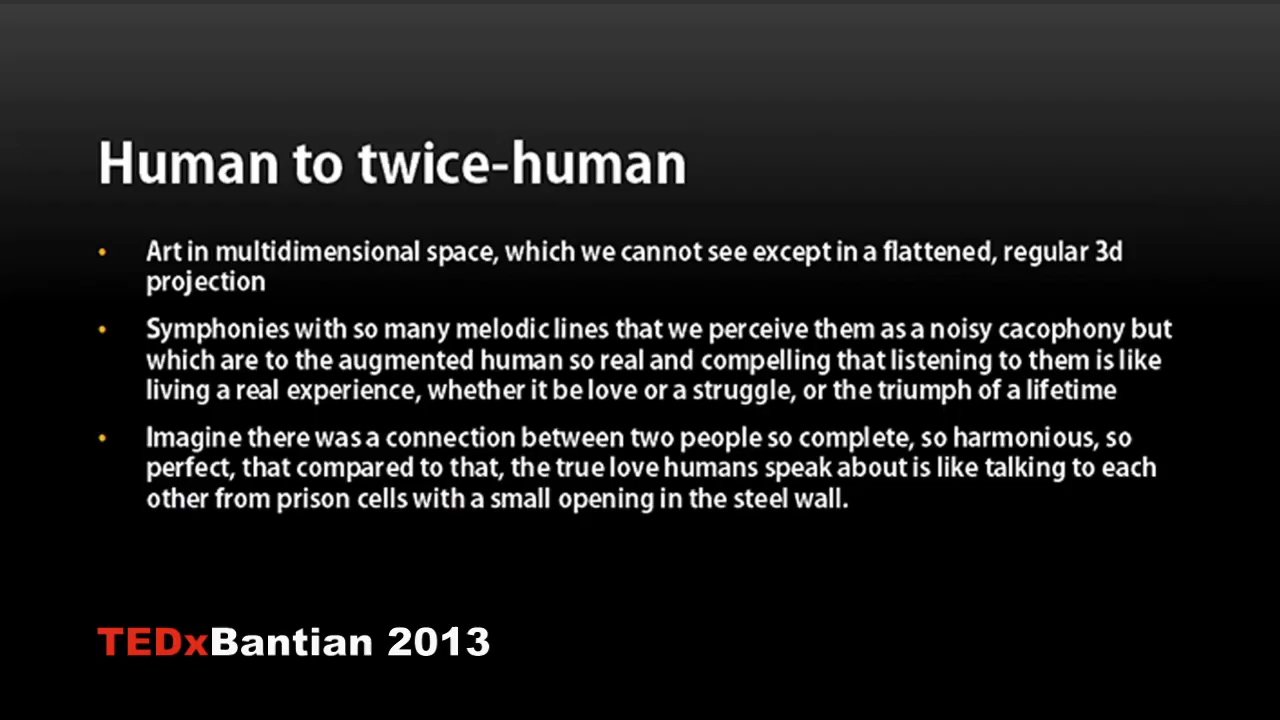 Human to twice-human
• Art in multidimensional space, which we cannot see except in a flattened, regular 3d
projection
• Symphonies with so many melodic lines that we perceive them as a noisy cacophony but
which are to the augmented human so real and compelling that listening to them is like
living a real experience, whether it be love or a struggle, or the triumph of a lifetime
• Imagine there was a connection between two people so complete, so harmonious, so
perfect, that compared to that, the true love humans speak about is like talking to each
other from prison cells with a small opening in the steel wall.
TEDxBantian 2013